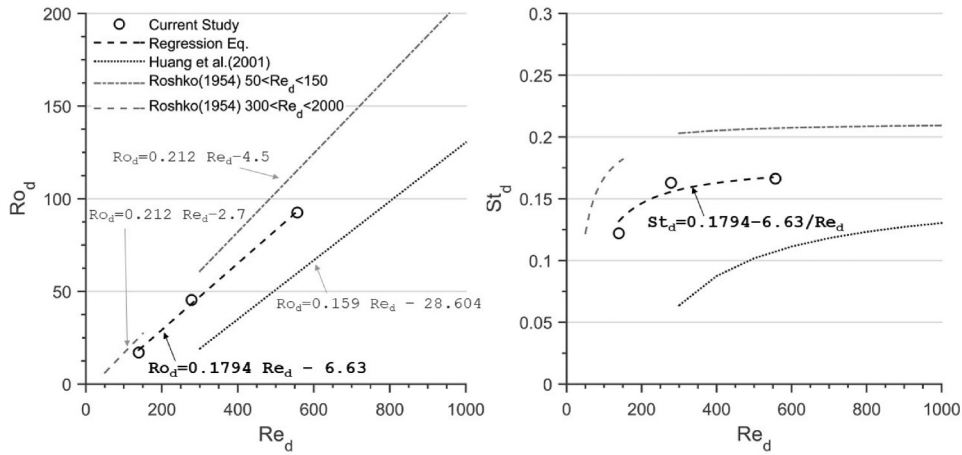 200
150
100
50
0
Ro_d
Current Study
Regression Eq.
Huang et al.(2001)
Roshko(1954) 50<Re_d<150
Roshko(1954) 300<Re_d<2000
Ro_d=0.212 Re_d-4.5
Ro_d=0.212 Re_d-2.7
Ro_d=0.159 Re_d - 28.604
Ro_d=0.1794 Re_d - 6.63
0 200 400 600 800 1000
Re_d
0.3
0.25
0.2
0.15
0.1
0.05
0
St_d
St_d=0.1794-6.63/Re_d
0 200 400 600 800 1000
Re_d